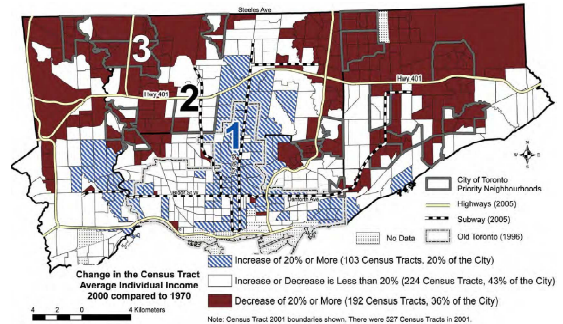 Steeles Ave
3
Hwy 401
Hwy 401
2
1
Danforth Ave
City of Toronto
Priority Neighbourhoods
Highways (2005)
Subway (2005)
No Data
Old Toronto (1996)
Change in the Census Tract
Average Individual Income
2000 compared to 1970
4 2 0 4 Kilometers
Increase of 20% or More (103 Census Tracts, 20% of the City)
Increase or Decrease is Less than 20% (224 Census Tracts, 43% of the City)
Decrease of 20% or More (192 Census Tracts, 36% of the City)
Note: Census Tract 2001 boundaries shown. There were 527 Census Tracts in 2001.